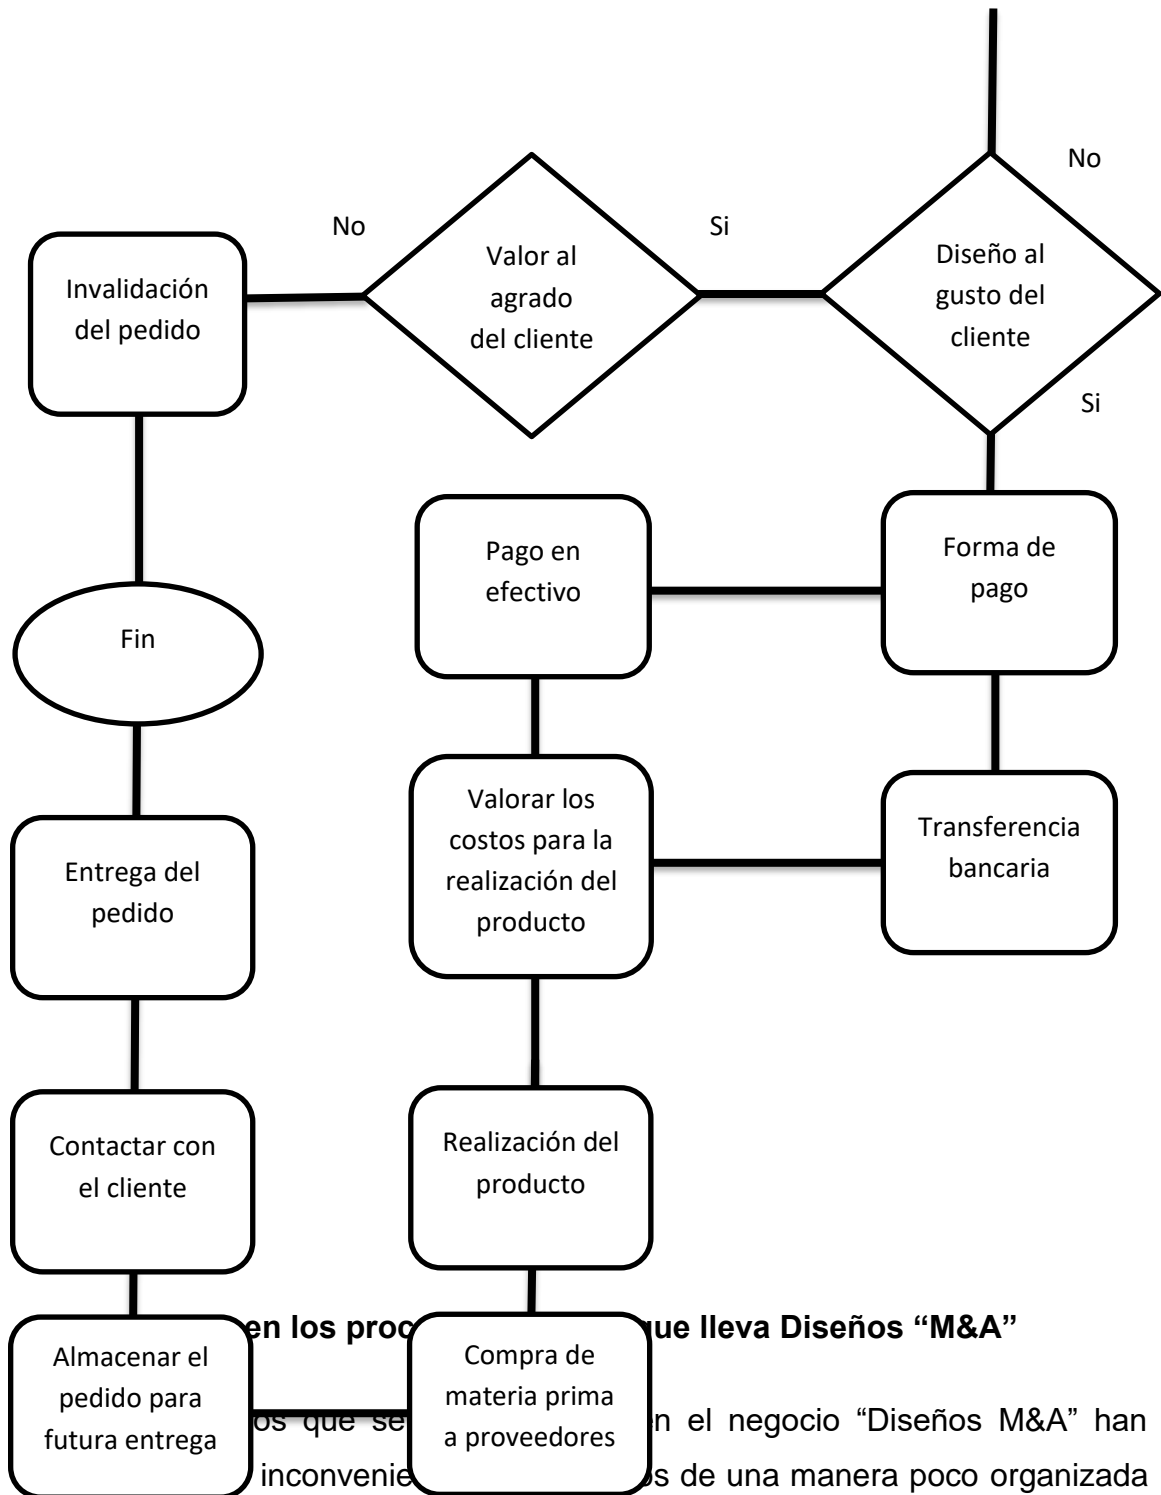 No
No
Si
Invalidación
del pedido
Valor al
agrado
del cliente
Diseño al
gusto del
cliente
Si
Pago en
efectivo
Forma de
pago
Fin
Valorar los
costos para la
realización del
producto
Transferencia
bancaria
Entrega del
pedido
Contactar con
el cliente
Realización del
producto
en los que lleva Diseños “M&A”
Almacenar el
pedido para
futura entrega
Compra de
materia prima
a proveedores
que en el negocio “Diseños M&A” han
de una manera poco organizada